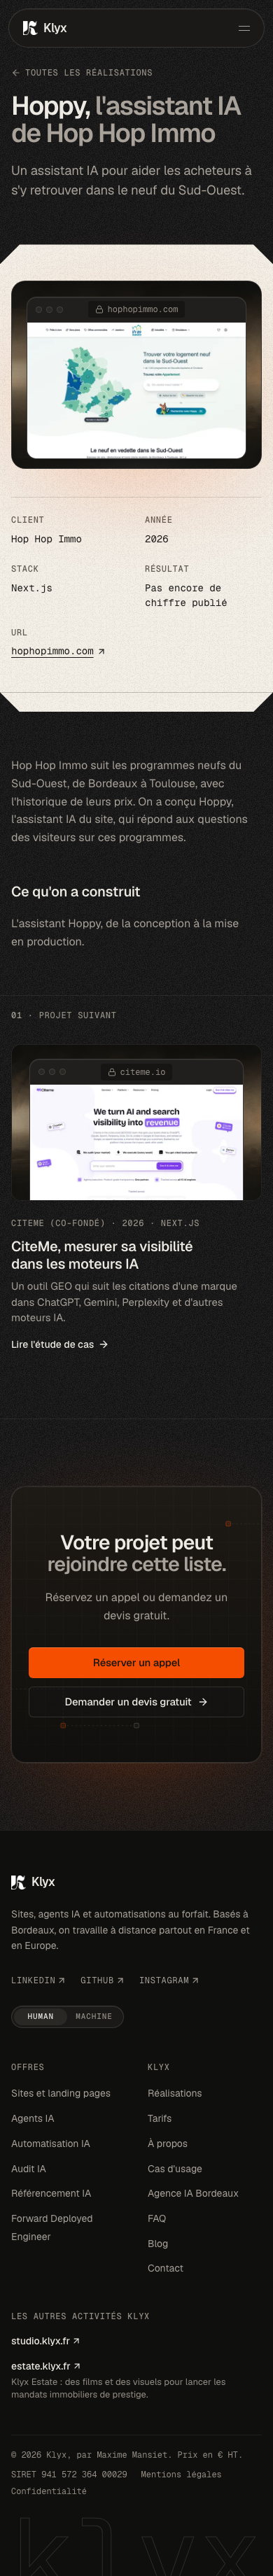 Klyx
← TOUTES LES RÉALISATIONS
Hoppy, l'assistant IA
de Hop Hop Immo
Un assistant IA pour aider les acheteurs à
s'y retrouver dans le neuf du Sud-Ouest.
hophopimmo.com
Trouvez votre logement neuf
dans le Sud-Ouest
Le neuf en vedette dans le Sud-Ouest
CLIENT
ANNÉE
Hop Hop Immo
2026
STACK
RÉSULTAT
Next.js
Pas encore de
chiffre publié
URL
hophopimmo.com ↗
Hop Hop Immo suit les programmes neufs du
Sud-Ouest, de Bordeaux à Toulouse, avec
l'historique de leurs prix. On a conçu Hoppy,
l'assistant IA du site, qui répond aux questions
des visiteurs sur ces programmes.
Ce qu'on a construit
L'assistant Hoppy, de la conception à la mise
en production.
01 · PROJET SUIVANT
citeme.io
We turn AI and search
visibility into revenue
CITEME (CO-FONDÉ) · 2026 · NEXT.JS
CiteMe, mesurer sa visibilité
dans les moteurs IA
Un outil GEO qui suit les citations d'une marque
dans ChatGPT, Gemini, Perplexity et d'autres
moteurs IA.
Lire l'étude de cas →
Votre projet peut
rejoindre cette liste.
Réservez un appel ou demandez un
devis gratuit.
Réserver un appel
Demander un devis gratuit →
Klyx
Sites, agents IA et automatisations au forfait. Basés à
Bordeaux, on travaille à distance partout en France et
en Europe.
LINKEDIN ↗ GITHUB ↗ INSTAGRAM ↗
HUMAN MACHINE
OFFRES
Sites et landing pages
Agents IA
Automatisation IA
Audit IA
Référencement IA
Forward Deployed
Engineer
KLYX
Réalisations
Tarifs
À propos
Cas d'usage
Agence IA Bordeaux
FAQ
Blog
Contact
LES AUTRES ACTIVITÉS KLYX
studio.klyx.fr ↗
estate.klyx.fr ↗
Klyx Estate : des films et des visuels pour lancer les
mandats immobiliers de prestige.
© 2026 Klyx, par Maxime Mansiet. Prix en € HT.
SIRET 941 572 364 00029 Mentions légales
Confidentialité
klyx